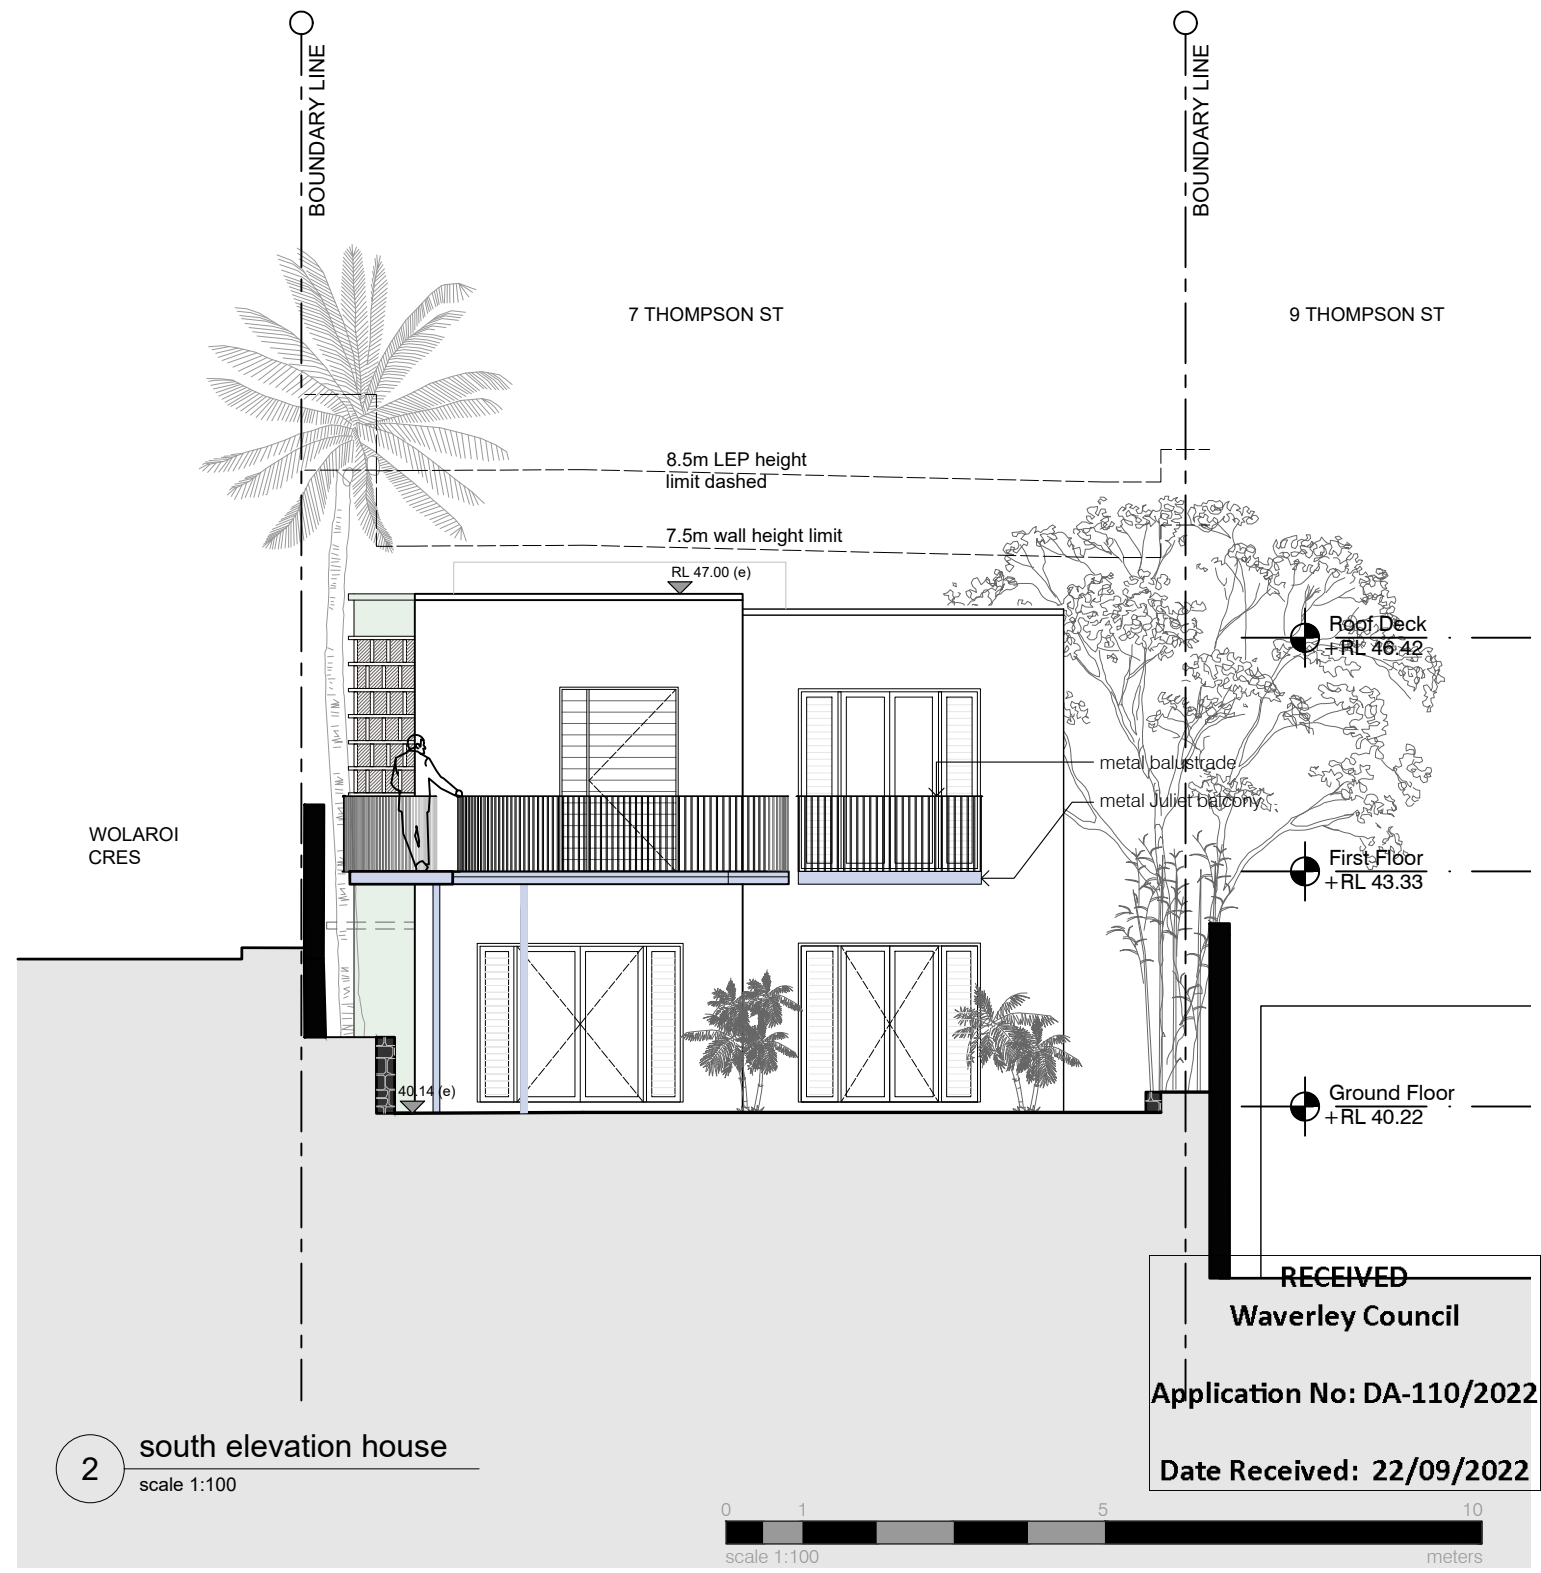 BOUNDARY LINE
BOUNDARY LINE
7 THOMPSON ST
9 THOMPSON ST
8.5m LEP height
limit dashed
7.5m wall height limit
RL 47.00 (e)
Roof Deck
+RL 46.42
metal balustrade
metal Juliet balcony
WOLAROI
CRES
First Floor
+RL 43.33
40.14 (e)
Ground Floor
+RL 40.22
RECEIVED
Waverley Council
Application No: DA-110/2022
Date Received: 22/09/2022
2
south elevation house
scale 1:100
0 1 5 10
scale 1:100 meters